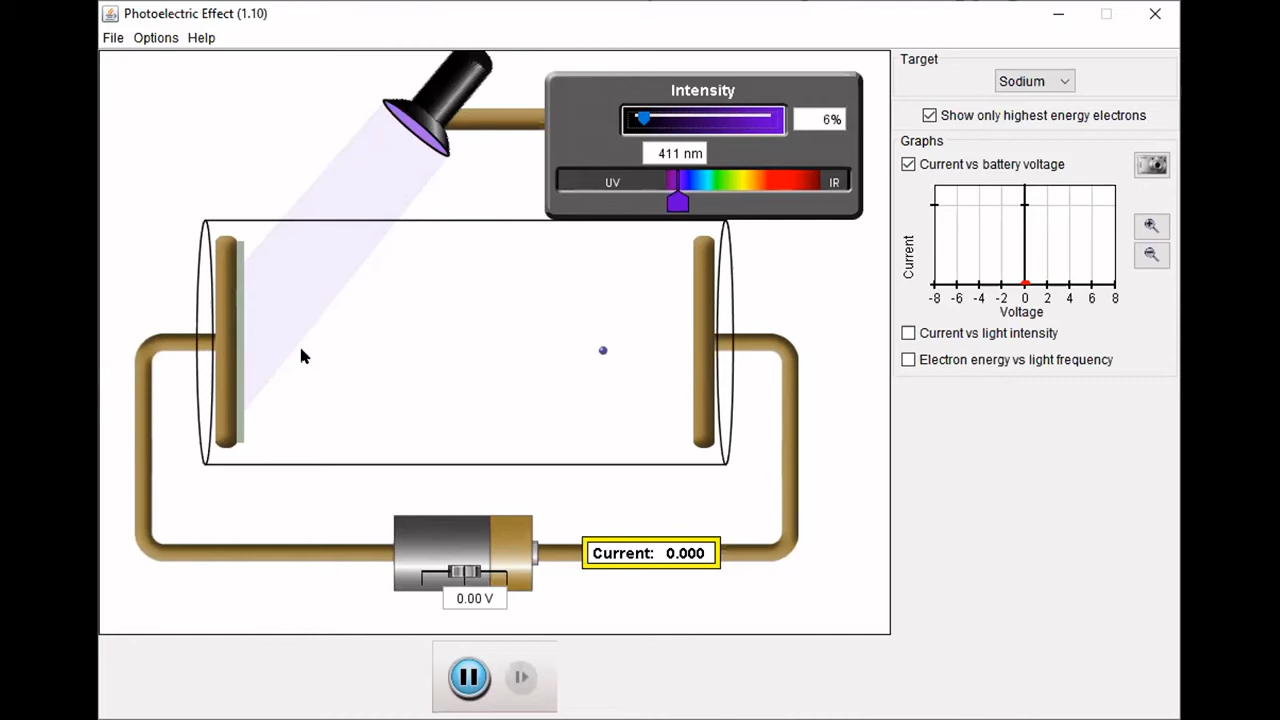 Photoelectric Effect (1.10)
File Options Help
Intensity
6%
411 nm
UV
IR
Current: 0.000
0.00 V
Target
Sodium
Show only highest energy electrons
Graphs
Current vs battery voltage
Current
-8 -6 -4 -2 0 2 4 6 8
Voltage
Current vs light intensity
Electron energy vs light frequency